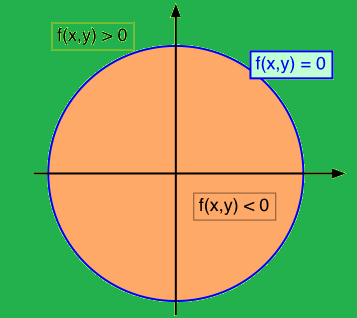 f(x,y) > 0
f(x,y) = 0
f(x,y) < 0